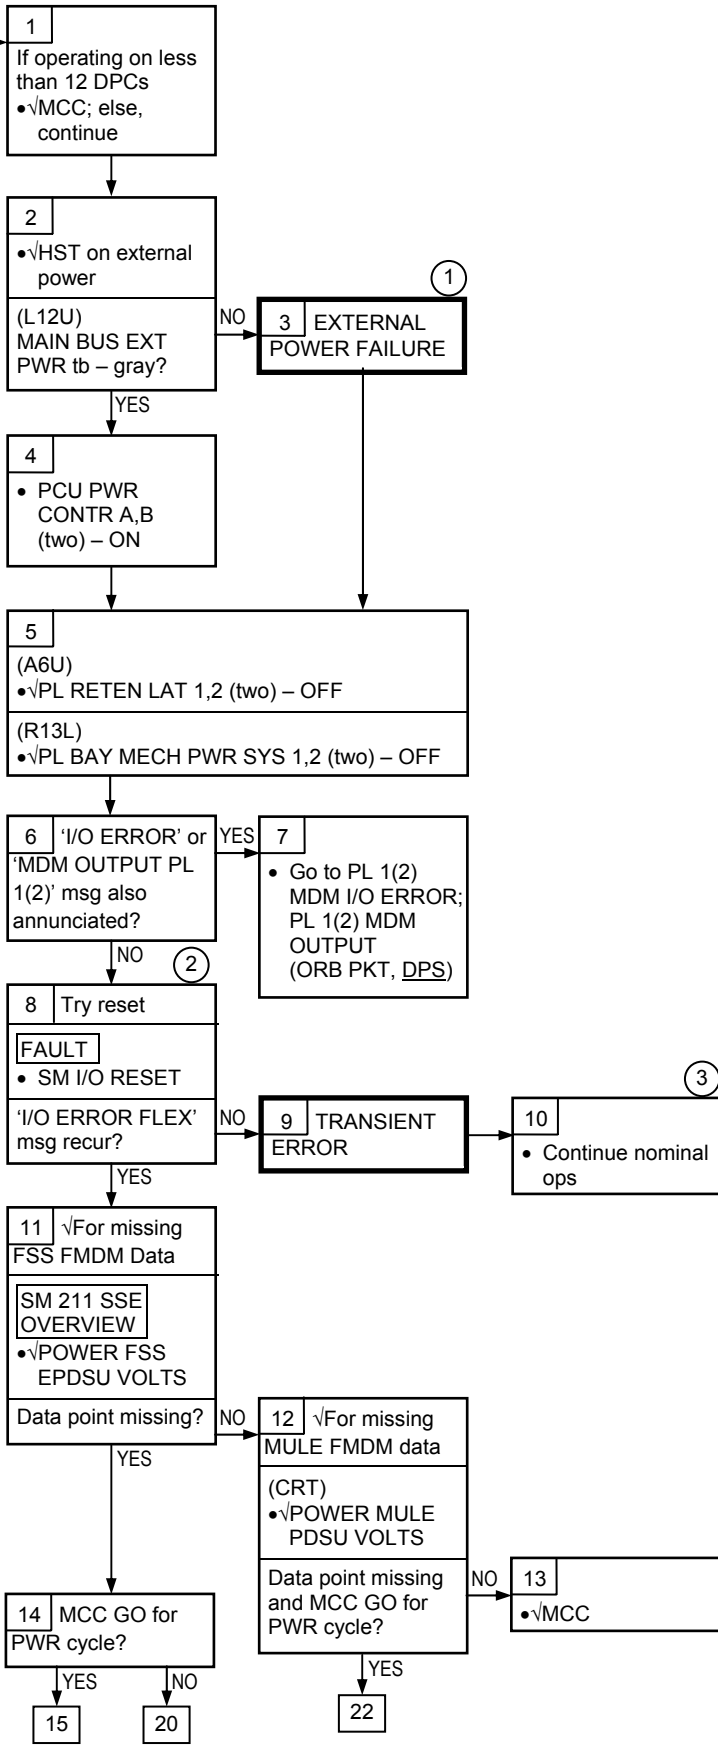 1
If operating on less
than 12 DPCs
•√MCC; else,
continue
2
•√HST on external
power
(L12U)
MAIN BUS EXT
PWR tb – gray?
NO
1
3 EXTERNAL
POWER FAILURE
YES
4
• PCU PWR
CONTR A,B
(two) – ON
5
(A6U)
•√PL RETEN LAT 1,2 (two) – OFF
(R13L)
•√PL BAY MECH PWR SYS 1,2 (two) – OFF
6 ‘I/O ERROR’ or
‘MDM OUTPUT PL
1(2)’ msg also
annunciated?
YES
7
• Go to PL 1(2)
MDM I/O ERROR;
PL 1(2) MDM
OUTPUT
(ORB PKT, DPS)
NO
2
8 Try reset
FAULT
• SM I/O RESET
‘I/O ERROR FLEX’
msg recur?
NO
9 TRANSIENT
ERROR
3
10
• Continue nominal
ops
YES
11 √For missing
FSS FMDM Data
SM 211 SSE
OVERVIEW
•√POWER FSS
EPDSU VOLTS
Data point missing?
NO
12 √For missing
MULE FMDM data
(CRT)
•√POWER MULE
PDSU VOLTS
Data point missing
and MCC GO for
PWR cycle?
NO
13
•√MCC
YES
14 MCC GO for
PWR cycle?
YES
NO
15
20
YES
22